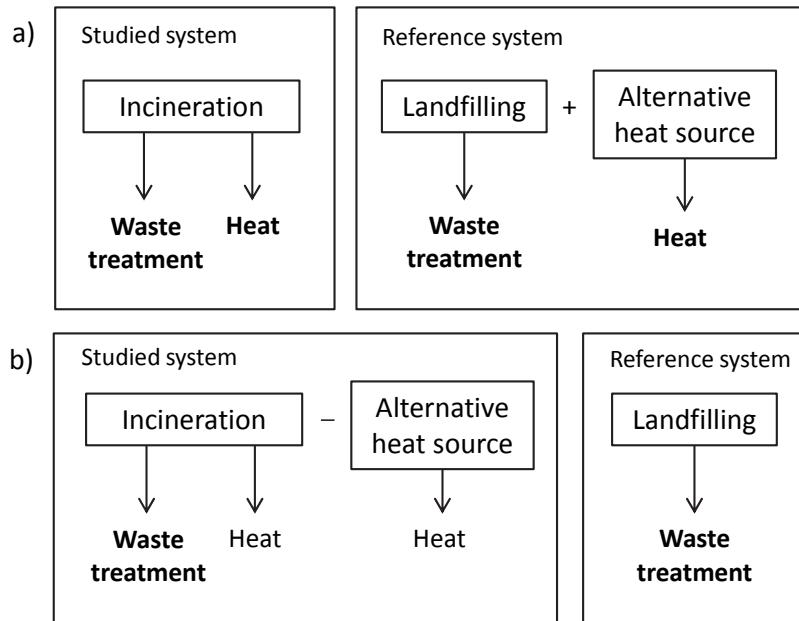 a)
Studied system
Incineration
Waste
treatment
Heat
Reference system
Landfilling
+
Alternative
heat source
Waste
treatment
Heat
b)
Studied system
Incineration
–
Alternative
heat source
Waste
treatment
Heat
Heat
Reference system
Landfilling
Waste
treatment